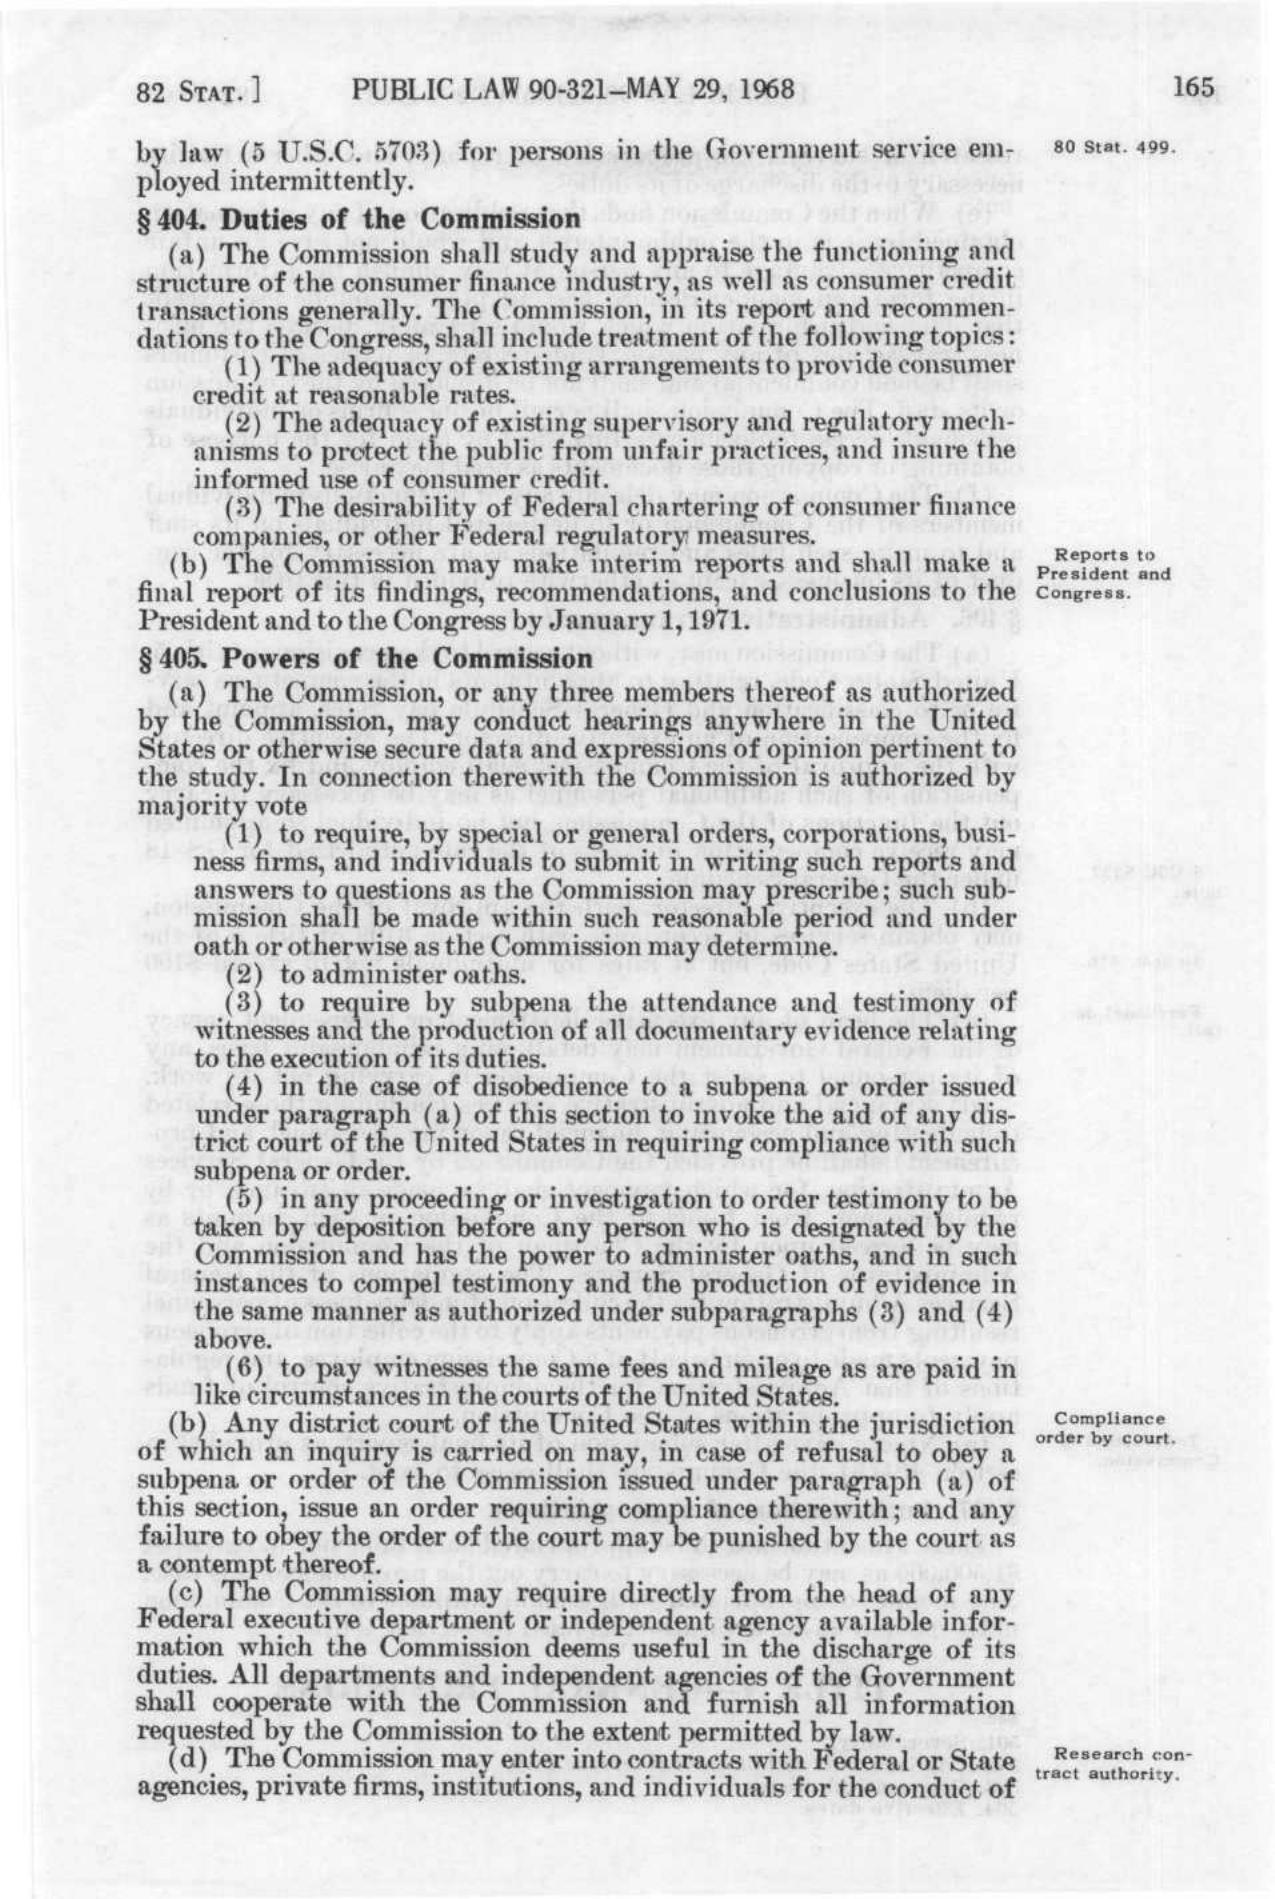 82 STAT. ] PUBLIC LAW 90-321–MAY 29, 1968 165
by law (5 U.S.C. 5703) for persons in the Government service em-
80 Stat. 499.
ployed intermittently.
§ 404. Duties of the Commission
(a) The Commission shall study and appraise the functioning and
structure of the consumer finance industry, as well as consumer credit
transactions generally. The Commission, in its report and recommen-
dations to the Congress, shall include treatment of the following topics:
(1) The adequacy of existing arrangements to provide consumer
credit at reasonable rates.
(2) The adequacy of existing supervisory and regulatory mech-
anisms to protect the public from unfair practices, and insure the
informed use of consumer credit.
(3) The desirability of Federal chartering of consumer finance
companies, or other Federal regulatory measures.
(b) The Commission may make interim reports and shall make a
final report of its findings, recommendations, and conclusions to the
President and to the Congress by January 1, 1971.
Reports to
President and
Congress.
§ 405. Powers of the Commission
(a) The Commission, or any three members thereof as authorized
by the Commission, may conduct hearings anywhere in the United
States or otherwise secure data and expressions of opinion pertinent to
the study. In connection therewith the Commission is authorized by
majority vote
(1) to require, by special or general orders, corporations, busi-
ness firms, and individuals to submit in writing such reports and
answers to questions as the Commission may prescribe; such sub-
mission shall be made within such reasonable period and under
oath or otherwise as the Commission may determine.
(2) to administer oaths.
(3) to require by subpena the attendance and testimony of
witnesses and the production of all documentary evidence relating
to the execution of its duties.
(4) in the case of disobedience to a subpena or order issued
under paragraph (a) of this section to invoke the aid of any dis-
trict court of the United States in requiring compliance with such
subpena or order.
(5) in any proceeding or investigation to order testimony to be
taken by deposition before any person who is designated by the
Commission and has the power to administer oaths, and in such
instances to compel testimony and the production of evidence in
the same manner as authorized under subparagraphs (3) and (4)
above.
(6) to pay witnesses the same fees and mileage as are paid in
like circumstances in the courts of the United States.
(b) Any district court of the United States within the jurisdiction
of which an inquiry is carried on may, in case of refusal to obey a
subpena or order of the Commission issued under paragraph (a) of
this section, issue an order requiring compliance therewith; and any
failure to obey the order of the court may be punished by the court as
a contempt thereof.
Compliance
order by court.
(c) The Commission may require directly from the head of any
Federal executive department or independent agency available infor-
mation which the Commission deems useful in the discharge of its
duties. All departments and independent agencies of the Government
shall cooperate with the Commission and furnish all information
requested by the Commission to the extent permitted by law.
(d) The Commission may enter into contracts with Federal or State
agencies, private firms, institutions, and individuals for the conduct of
Research con-
tract authority.